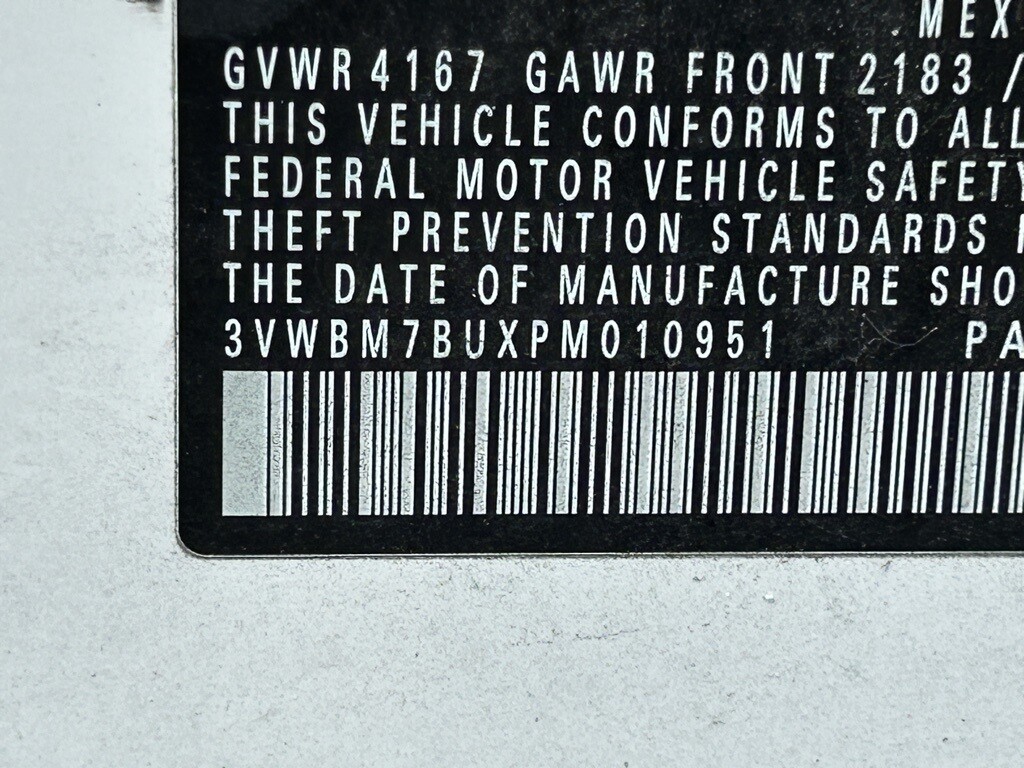 MEX
GVWR 4167 GAWR FRONT 2183 /
THIS VEHICLE CONFORMS TO ALL
FEDERAL MOTOR VEHICLE SAFETY
THEFT PREVENTION STANDARDS
THE DATE OF MANUFACTURE SHO
3VWBM7BUXPM010951 PA